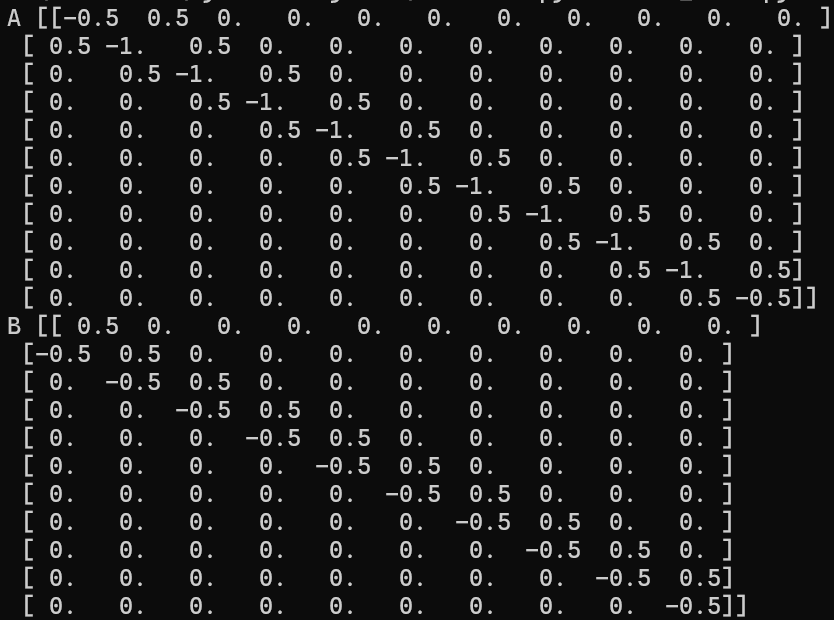 A [[-0.5  0.5  0.   0.   0.   0.   0.   0.   0.   0.   0. ]
 [ 0.5 -1.   0.5  0.   0.   0.   0.   0.   0.   0.   0. ]
 [ 0.   0.5 -1.   0.5  0.   0.   0.   0.   0.   0.   0. ]
 [ 0.   0.   0.5 -1.   0.5  0.   0.   0.   0.   0.   0. ]
 [ 0.   0.   0.   0.5 -1.   0.5  0.   0.   0.   0.   0. ]
 [ 0.   0.   0.   0.   0.5 -1.   0.5  0.   0.   0.   0. ]
 [ 0.   0.   0.   0.   0.   0.5 -1.   0.5  0.   0.   0. ]
 [ 0.   0.   0.   0.   0.   0.   0.5 -1.   0.5  0.   0. ]
 [ 0.   0.   0.   0.   0.   0.   0.   0.5 -1.   0.5  0. ]
 [ 0.   0.   0.   0.   0.   0.   0.   0.   0.5 -1.   0.5]
 [ 0.   0.   0.   0.   0.   0.   0.   0.   0.   0.5 -0.5]]
B [[ 0.5  0.   0.   0.   0.   0.   0.   0.   0.   0. ]
 [-0.5  0.5  0.   0.   0.   0.   0.   0.   0.   0. ]
 [ 0.  -0.5  0.5  0.   0.   0.   0.   0.   0.   0. ]
 [ 0.   0.  -0.5  0.5  0.   0.   0.   0.   0.   0. ]
 [ 0.   0.   0.  -0.5  0.5  0.   0.   0.   0.   0. ]
 [ 0.   0.   0.   0.  -0.5  0.5  0.   0.   0.   0. ]
 [ 0.   0.   0.   0.   0.  -0.5  0.5  0.   0.   0. ]
 [ 0.   0.   0.   0.   0.   0.  -0.5  0.5  0.   0. ]
 [ 0.   0.   0.   0.   0.   0.   0.  -0.5  0.5  0. ]
 [ 0.   0.   0.   0.   0.   0.   0.   0.  -0.5  0.5]
 [ 0.   0.   0.   0.   0.   0.   0.   0.   0.  -0.5]]